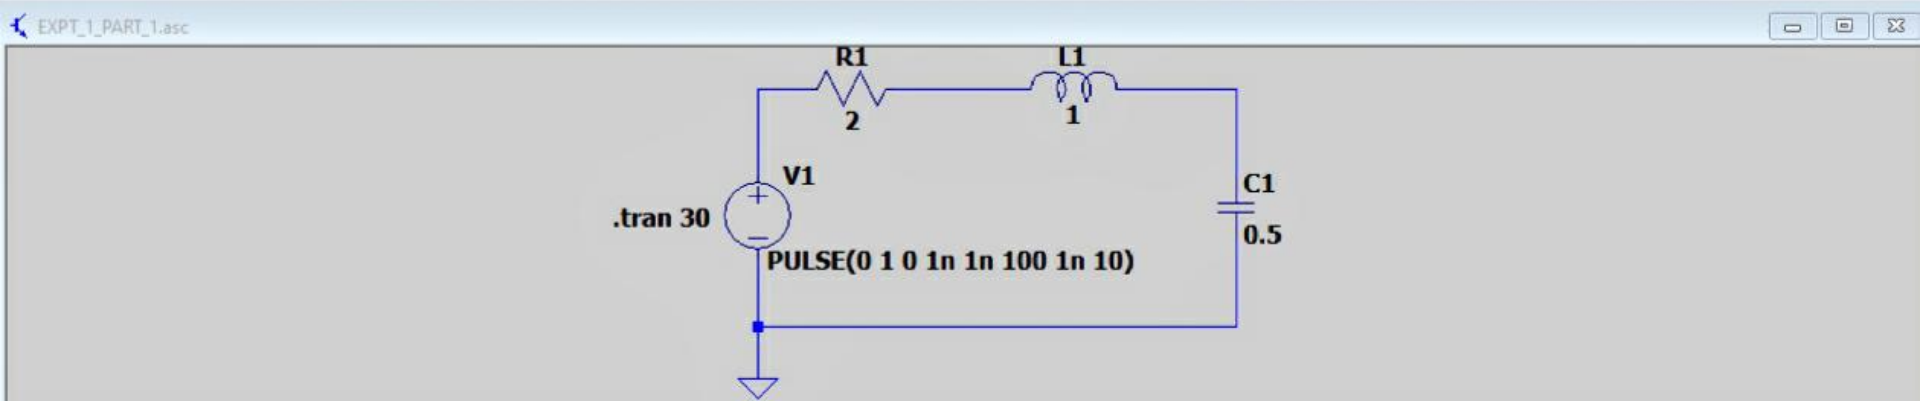 EXPT_1_PART_1.asc
R1
L1
2
1
V1
C1
.tran 30
0.5
PULSE(0 1 0 1n 1n 100 1n 10)